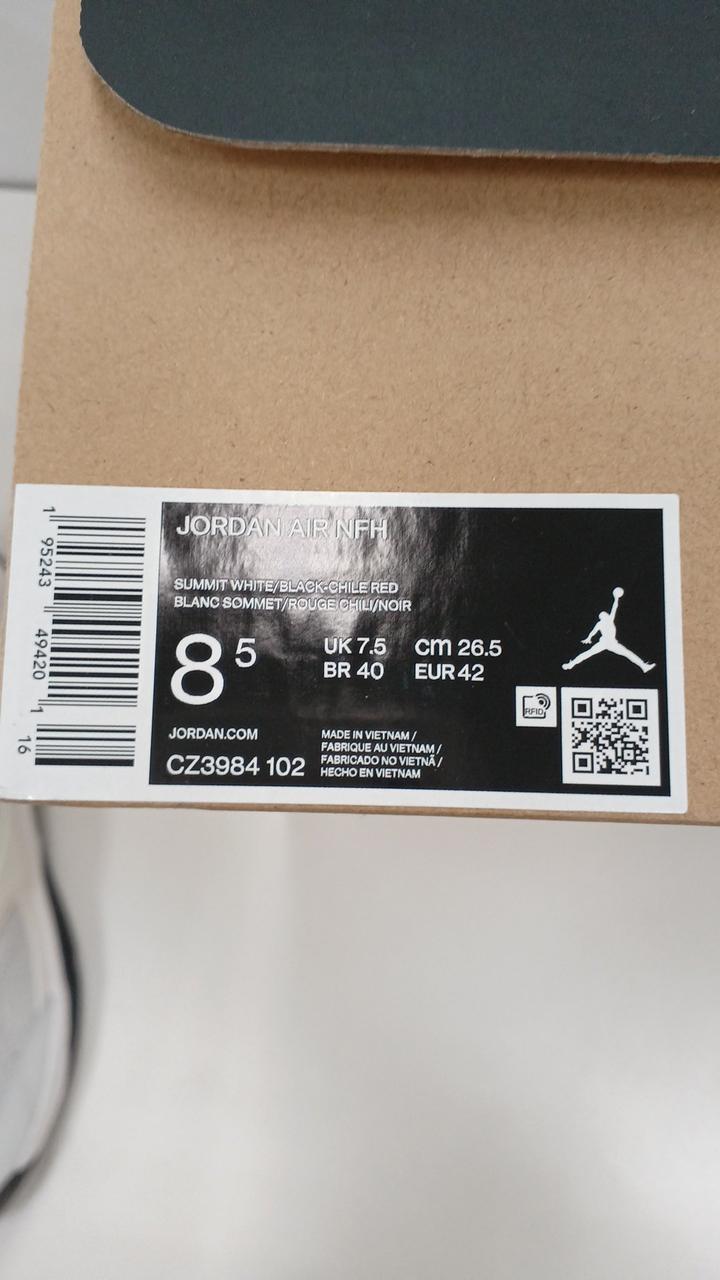 JORDAN AIR NFH
SUMMIT WHITE/BLACK-CHILE RED
BLANC SOMMET/ROUGE CHILI/NOIR
8 5
UK 7.5 cm 26.5
BR 40 EUR 42
RFID
JORDAN.COM
CZ3984 102
MADE IN VIETNAM /
FABRIQUE AU VIETNAM /
FABRICADO NO VIETNÃ /
HECHO EN VIETNAM
1 95243 49420 1 16